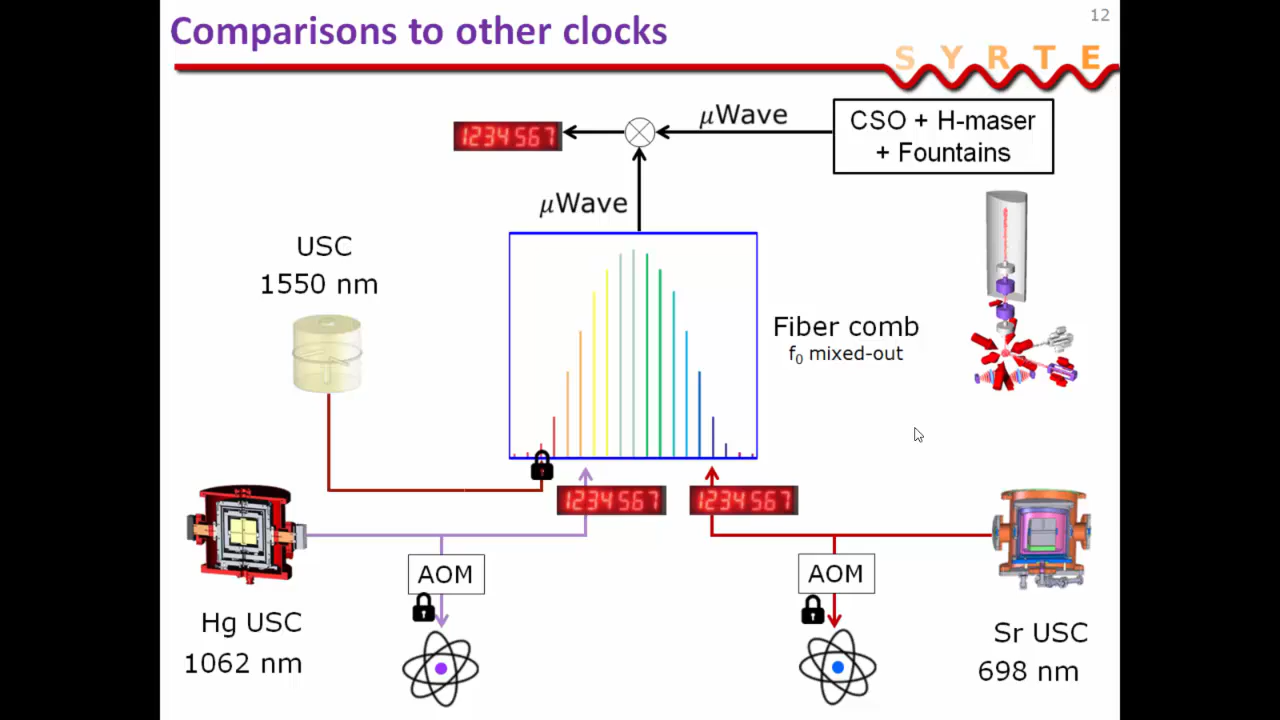 12
Comparisons to other clocks
SYRTE
μWave
CSO + H-maser
+ Fountains
1234567
μWave
USC
1550 nm
Fiber comb
f₀ mixed-out
1234567
1234567
AOM
AOM
Hg USC
1062 nm
Sr USC
698 nm